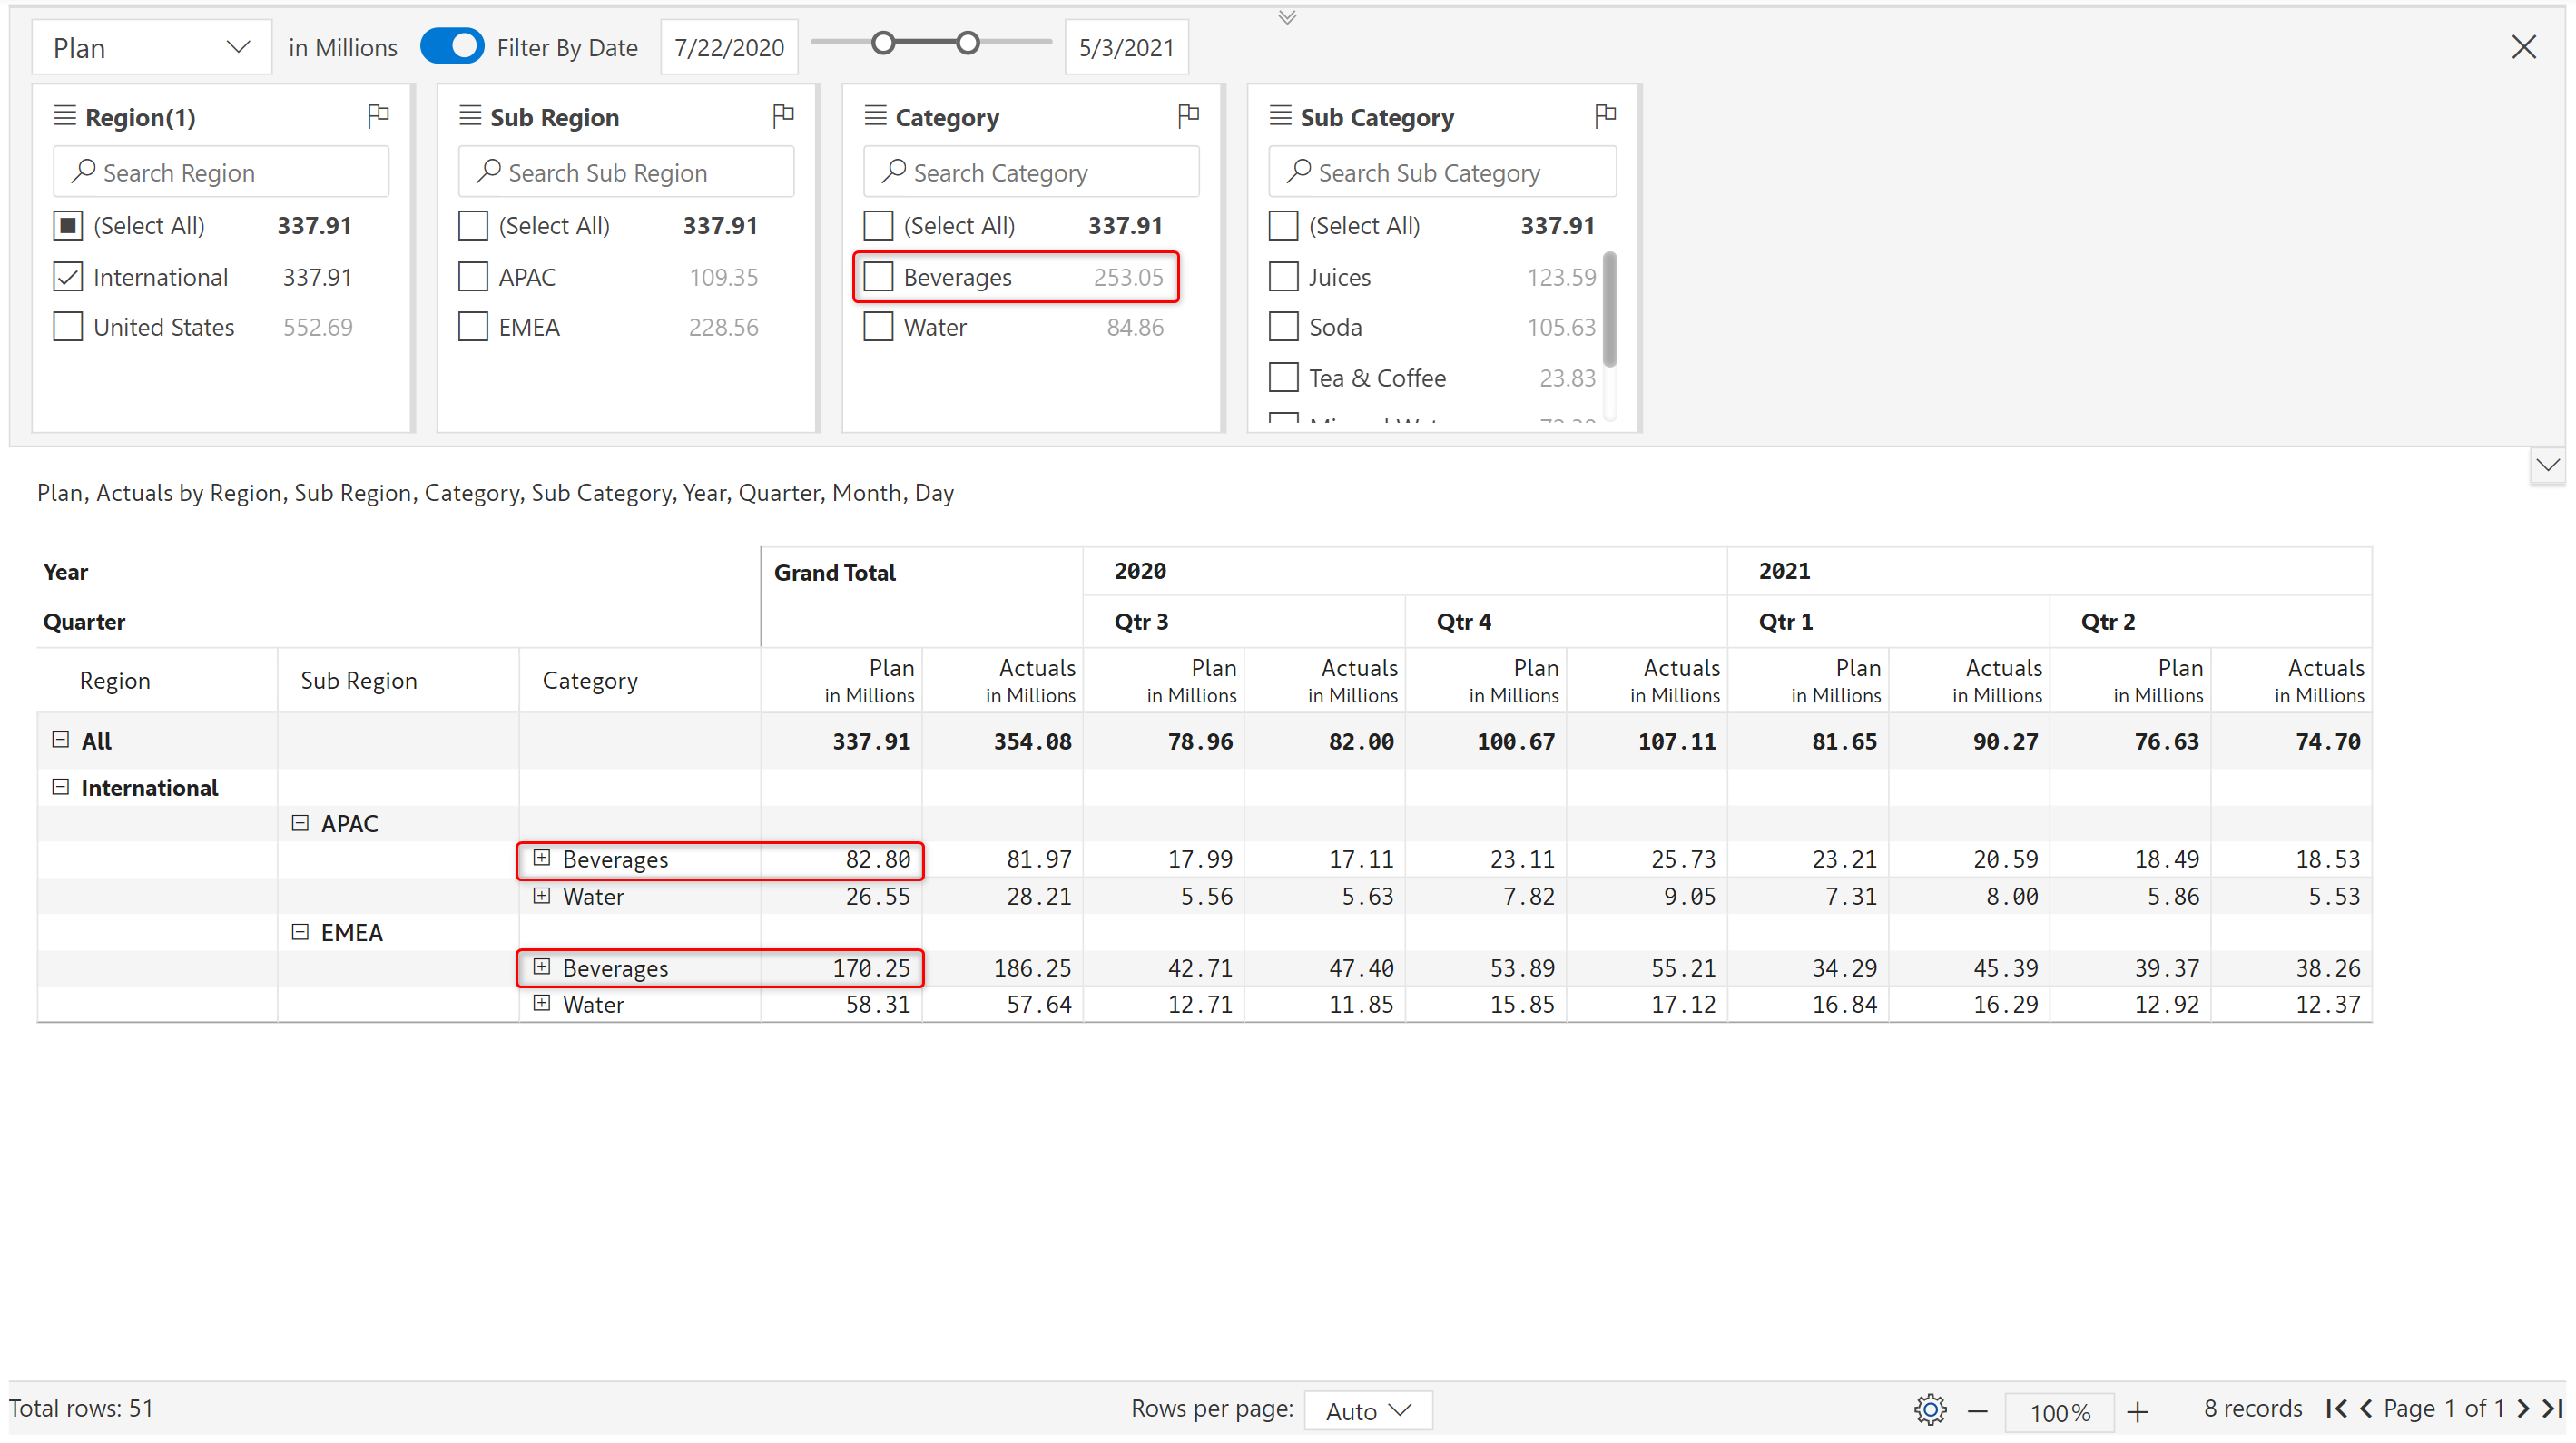 Plan in Millions Filter By Date 7/22/2020 5/3/2021
Region(1) Sub Region Category Sub Category
Search Region Search Sub Region Search Category Search Sub Category
(Select All) 337.91 (Select All) 337.91 (Select All) 337.91 (Select All) 337.91
International 337.91 APAC 109.35 Beverages 253.05 Juices 123.59
United States 552.69 EMEA 228.56 Water 84.86 Soda 105.63
Tea & Coffee 23.83
Plan, Actuals by Region, Sub Region, Category, Sub Category, Year, Quarter, Month, Day
Year Grand Total 2020 2021
Quarter Qtr 3 Qtr 4 Qtr 1 Qtr 2
Region Sub Region Category Plan in Millions Actuals in Millions Plan in Millions Actuals in Millions Plan in Millions Actuals in Millions Plan in Millions Actuals in Millions Plan in Millions Actuals in Millions
All 337.91 354.08 78.96 82.00 100.67 107.11 81.65 90.27 76.63 74.70
International
APAC
Beverages 82.80 81.97 17.99 17.11 23.11 25.73 23.21 20.59 18.49 18.53
Water 26.55 28.21 5.56 5.63 7.82 9.05 7.31 8.00 5.86 5.53
EMEA
Beverages 170.25 186.25 42.71 47.40 53.89 55.21 34.29 45.39 39.37 38.26
Water 58.31 57.64 12.71 11.85 15.85 17.12 16.84 16.29 12.92 12.37
Total rows: 51 Rows per page: Auto 100% 8 records Page 1 of 1